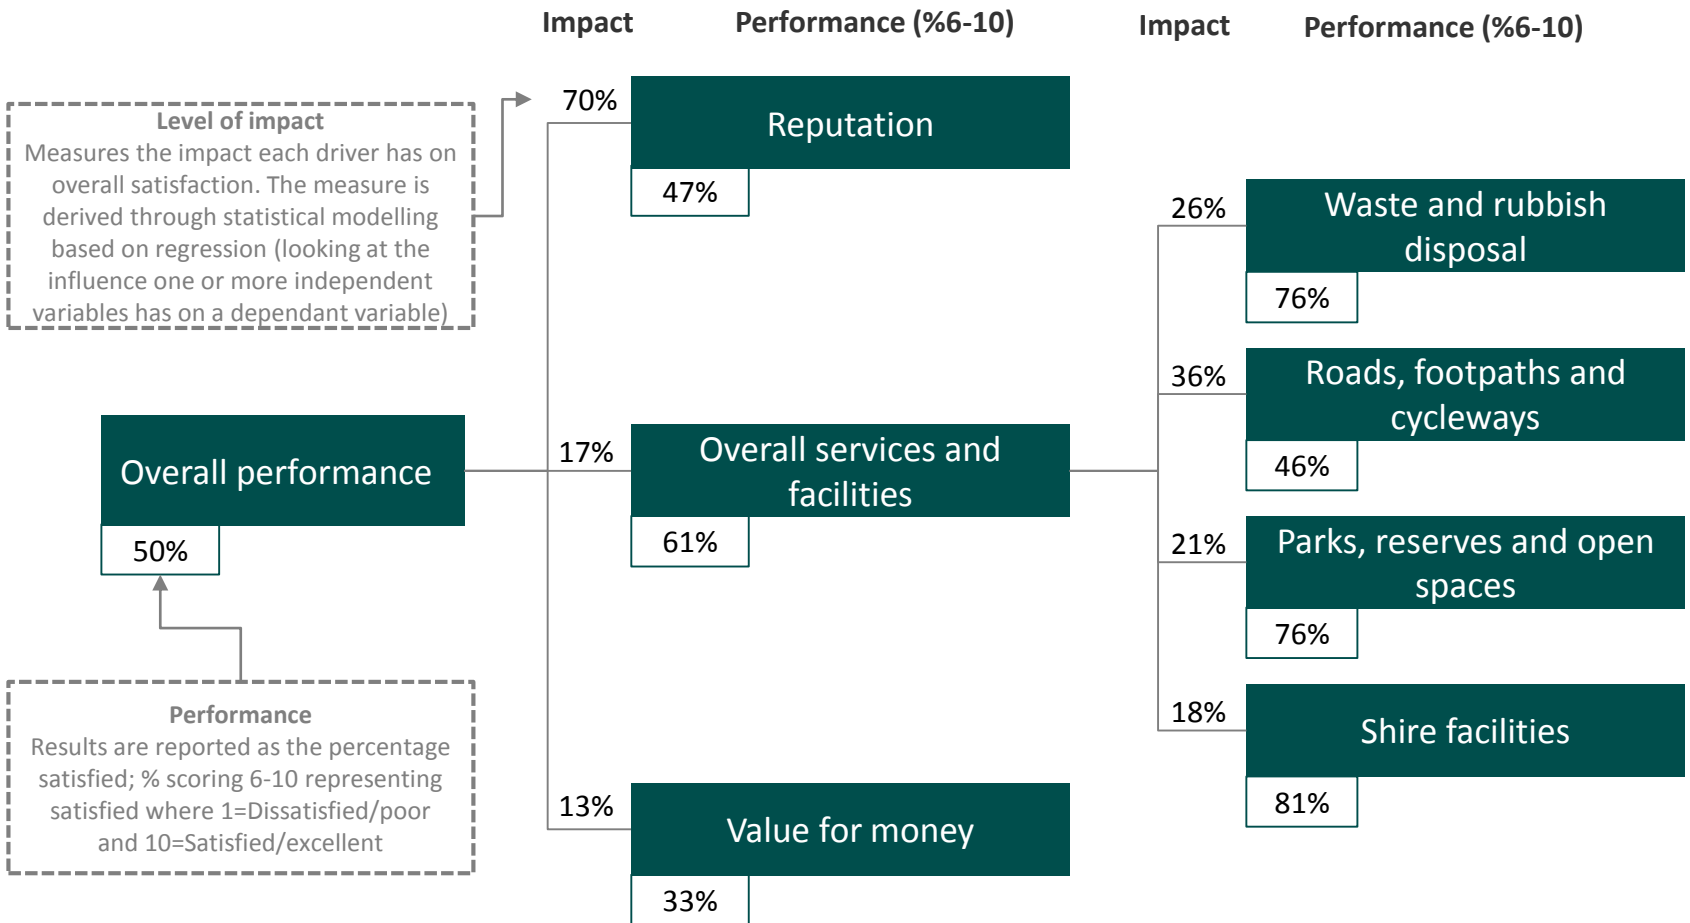 Impact
Performance (%6-10)
Impact
Performance (%6-10)
Level of impact
Measures the impact each driver has on
overall satisfaction. The measure is
derived through statistical modelling
based on regression (looking at the
influence one or more independent
variables has on a dependant variable)
70%
Reputation
47%
26%
Waste and rubbish
disposal
76%
36%
Roads, footpaths and
cycleways
46%
Overall performance
50%
17%
Overall services and
facilities
61%
21%
Parks, reserves and open
spaces
76%
18%
Shire facilities
81%
Performance
Results are reported as the percentage
satisfied; % scoring 6-10 representing
satisfied where 1=Dissatisfied/poor
and 10=Satisfied/excellent
13%
Value for money
33%